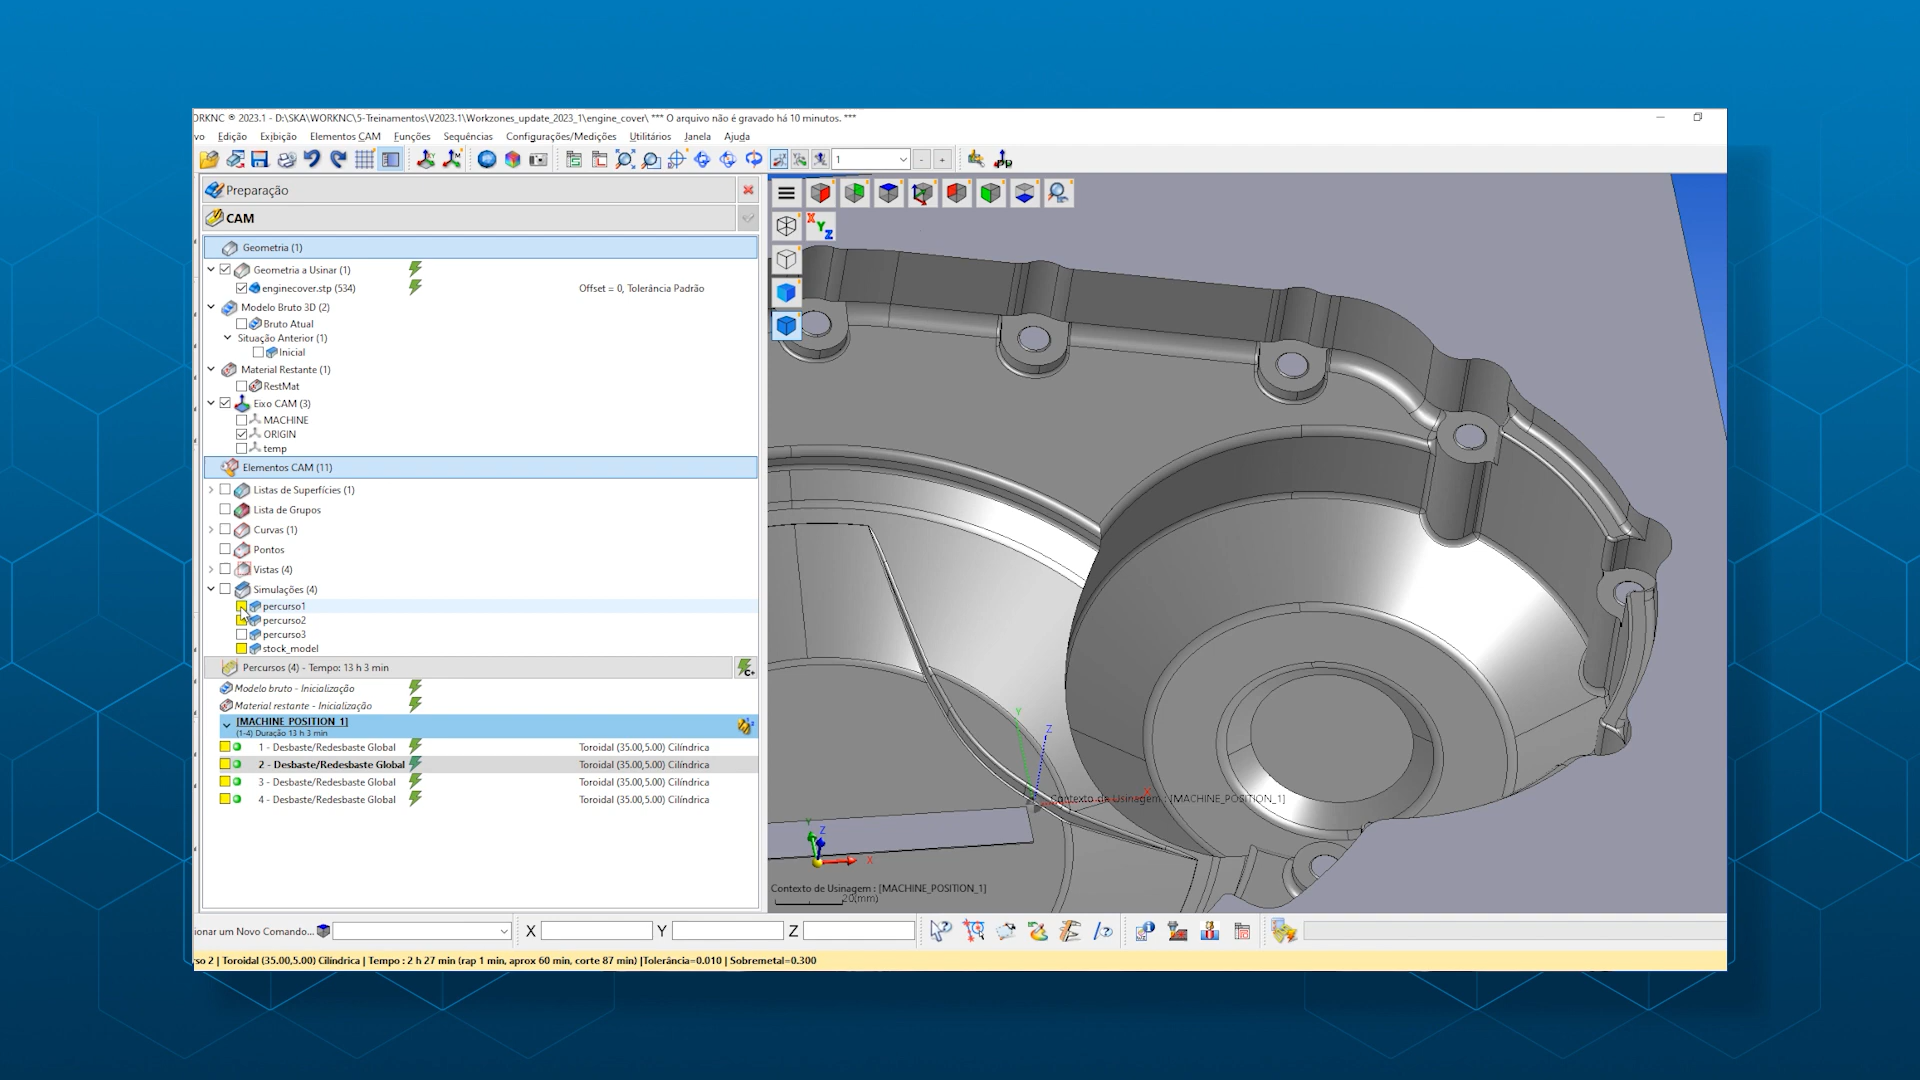 ORKNC ® 2023.1 - D:\SKA\WORKNC\5-Treinamentos\V2023.1\Workzones_update_2023_1\engine_cover\ *** O arquivo não é gravado há 10 minutos. ***
vo Edição Exibição Elementos CAM Funções Sequências Configurações/Medições Utilitários Janela Ajuda
1
- +
PP
Preparação
CAM
X Y Z
Geometria (1)
Geometria a Usinar (1)
enginecover.stp (534) Offset = 0, Tolerância Padrão
Modelo Bruto 3D (2)
Bruto Atual
Situação Anterior (1)
Inicial
Material Restante (1)
RestMat
Eixo CAM (3)
MACHINE
ORIGIN
temp
Elementos CAM (11)
Listas de Superfícies (1)
Lista de Grupos
Curvas (1)
Pontos
Vistas (4)
Simulações (4)
percurso1
percurso2
percurso3
stock_model
Percursos (4) - Tempo: 13 h 3 min C+
Modelo bruto - Inicialização
Material restante - Inicialização
[MACHINE_POSITION_1]
(1-4) Duração 13 h 3 min
1 - Desbaste/Redesbaste Global Toroidal (35.00,5.00) Cilíndrica
2 - Desbaste/Redesbaste Global Toroidal (35.00,5.00) Cilíndrica
3 - Desbaste/Redesbaste Global Toroidal (35.00,5.00) Cilíndrica
4 - Desbaste/Redesbaste Global Toroidal (35.00,5.00) Cilíndrica
Y Z X
Contexto de Usinagem : [MACHINE_POSITION_1]
Y Z X
Contexto de Usinagem : [MACHINE_POSITION_1]
20(mm)
ionar um Novo Comando... X Y Z
so 2 | Toroidal (35.00,5.00) Cilíndrica | Tempo : 2 h 27 min (rap 1 min, aprox 60 min, corte 87 min) |Tolerância=0.010 | Sobremetal=0.300